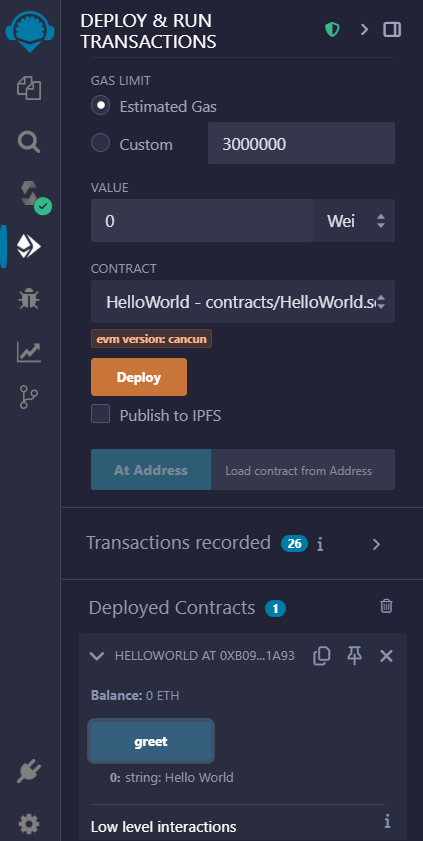 DEPLOY & RUN
TRANSACTIONS
GAS LIMIT
Estimated Gas
Custom 3000000
VALUE
0 Wei
CONTRACT
HelloWorld - contracts/HelloWorld.so
evm version: cancun
Deploy
Publish to IPFS
At Address Load contract from Address
Transactions recorded 26 i
Deployed Contracts 1
HELLOWORLD AT 0XB09...1A93
Balance: 0 ETH
greet
0: string: Hello World
Low level interactions i